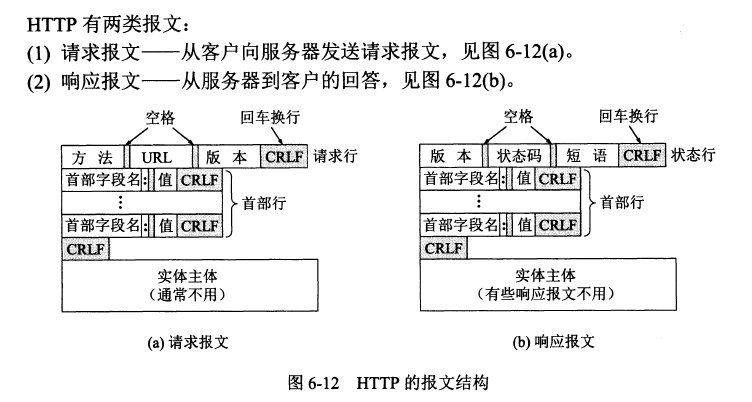 HTTP 有两类报文：
(1) 请求报文——从客户向服务器发送请求报文，见图 6-12(a)。
(2) 响应报文——从服务器到客户的回答，见图 6-12(b)。
空格 回车换行
方 法 URL 版 本 CRLF 请求行
首部字段名: 值 CRLF
⋮ 首部行
首部字段名: 值 CRLF
CRLF
实体主体
（通常不用）
(a) 请求报文
空格 回车换行
版 本 状态码 短 语 CRLF 状态行
首部字段名: 值 CRLF
⋮ 首部行
首部字段名: 值 CRLF
CRLF
实体主体
（有些响应报文不用）
(b) 响应报文
图 6-12 HTTP 的报文结构